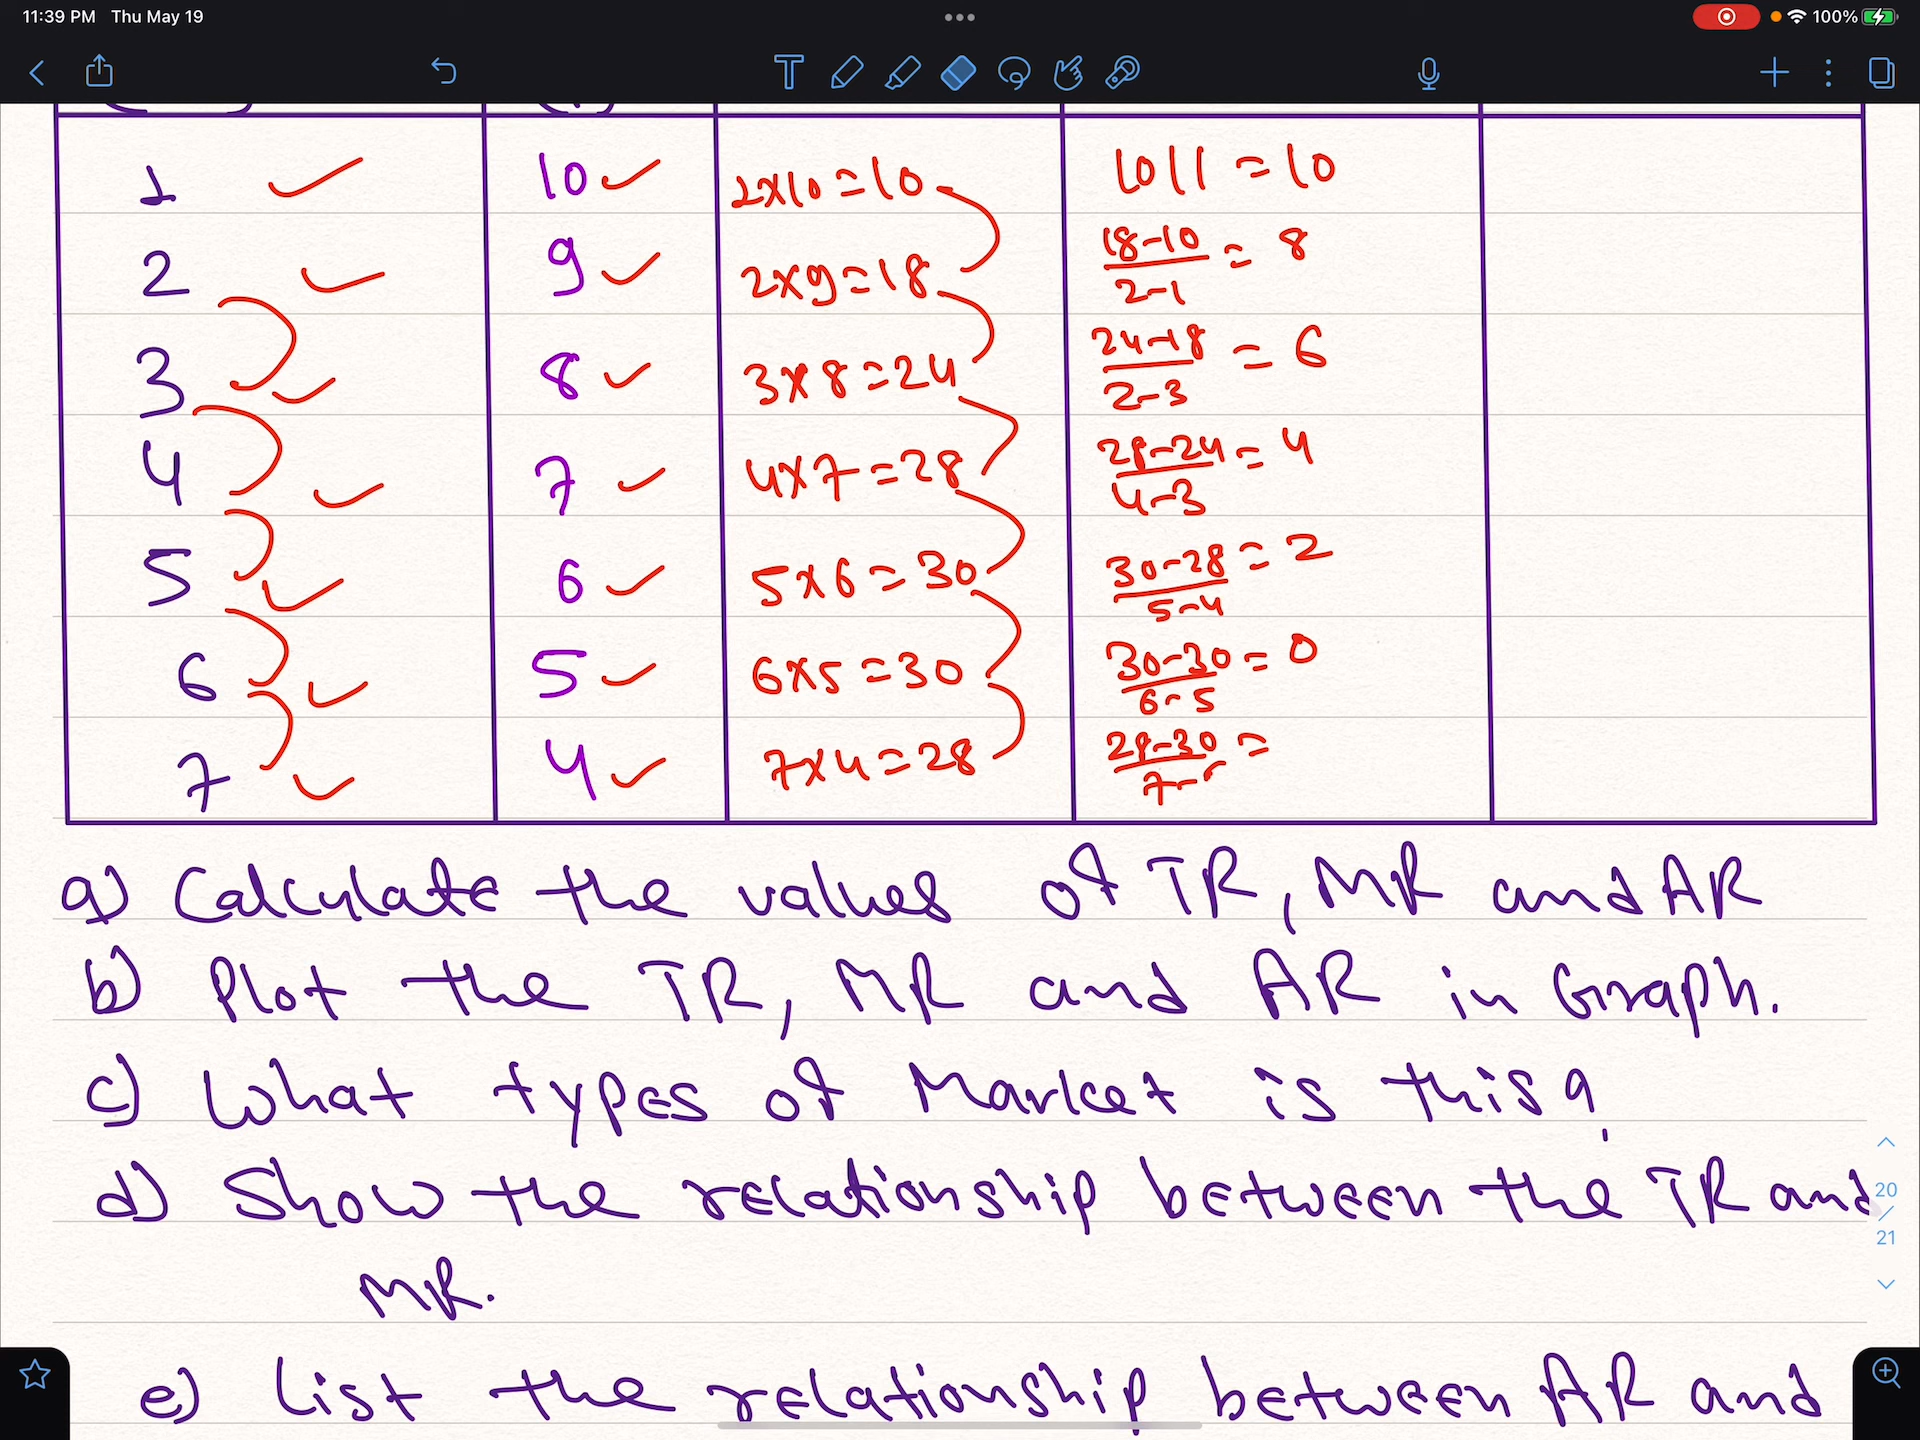 11:39 PM Thu May 19
100%
1 10 2x10=10 1011 = 10
2 9 2x9=18 18-10 = 8
2-1
3 8 3x8=24 24-18 = 6
2-3
4 7 4x7=28 28-24 = 4
4-3
5 6 5x6=30 30-28 = 2
5-4
6 5 6x5=30 30-30 = 0
6-5
7 4 7x4=28 28-30 =
7-
a) Calculate the values of TR, MR and AR
b) Plot the TR, MR and AR in Graph.
c) What types of Market is this?
d) Show the relationship between the TR and
MR.
e) List the relationship between AR and
20
/
21